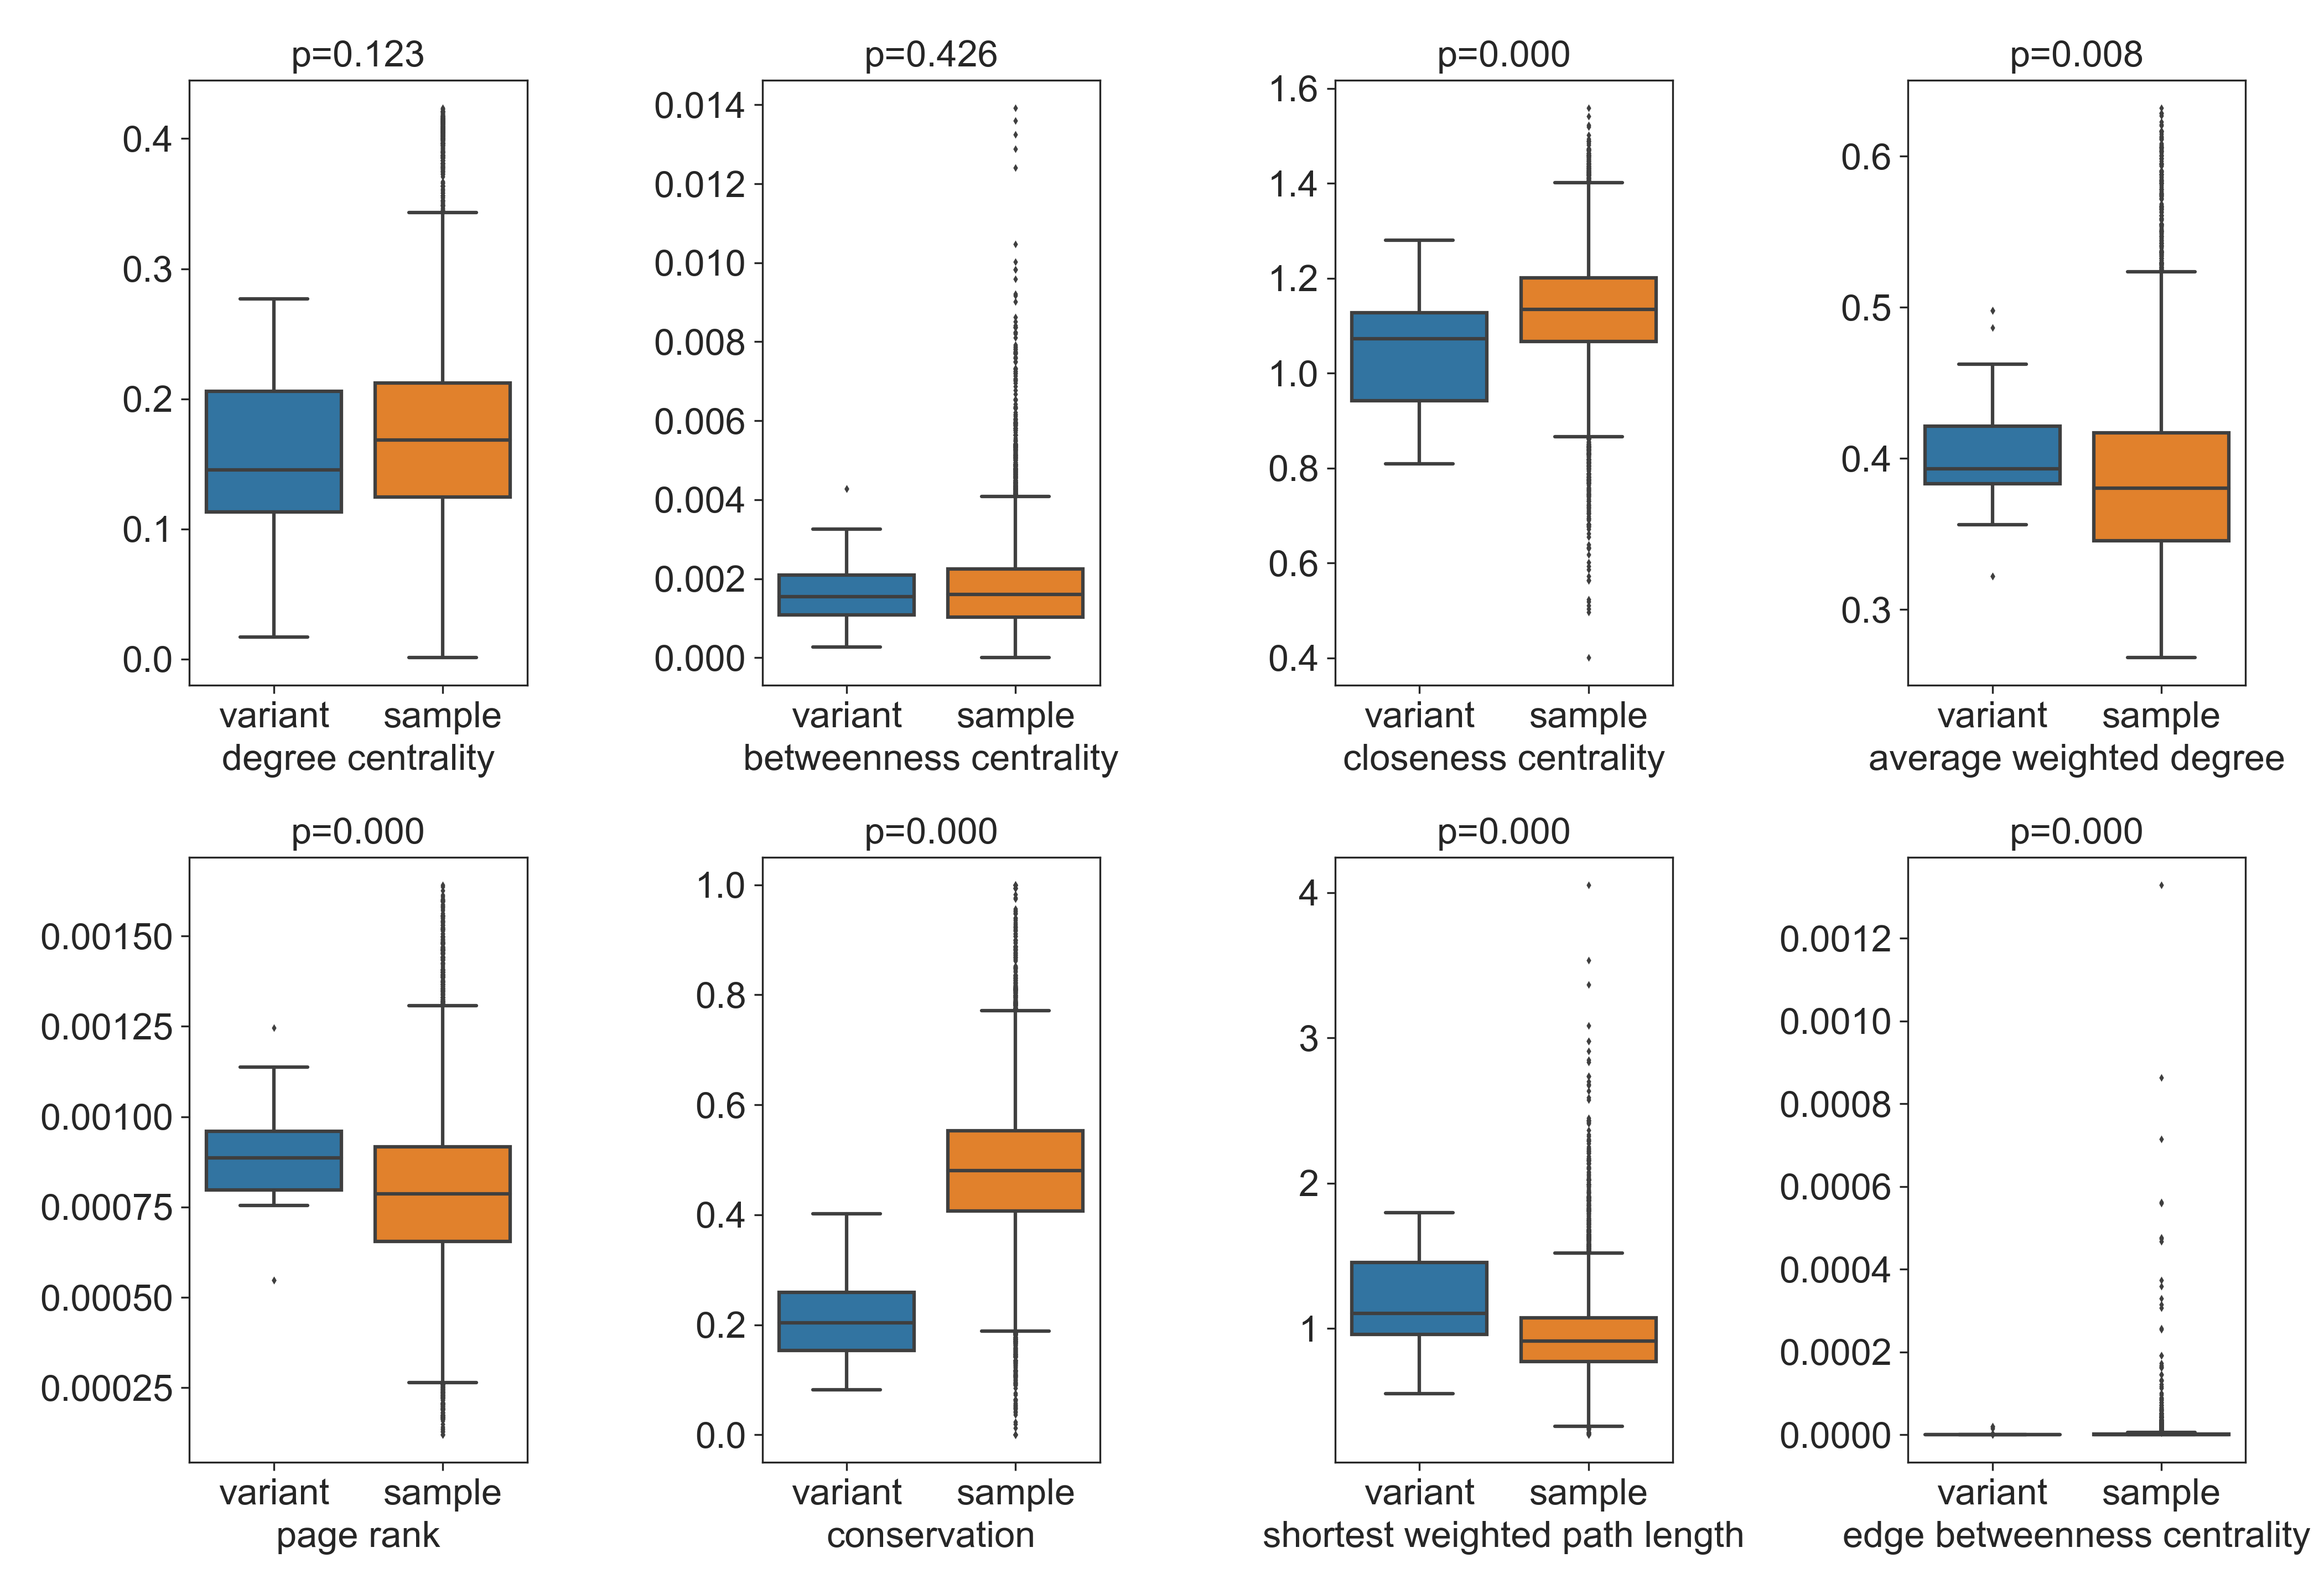 p=0.123
0.4
0.3
0.2
0.1
0.0
variant sample
degree centrality
p=0.426
0.014
0.012
0.010
0.008
0.006
0.004
0.002
0.000
variant sample
betweenness centrality
p=0.000
1.6
1.4
1.2
1.0
0.8
0.6
0.4
variant sample
closeness centrality
p=0.008
0.6
0.5
0.4
0.3
variant sample
average weighted degree
p=0.000
0.00150
0.00125
0.00100
0.00075
0.00050
0.00025
variant sample
page rank
p=0.000
1.0
0.8
0.6
0.4
0.2
0.0
variant sample
conservation
p=0.000
4
3
2
1
variant sample
shortest weighted path length
p=0.000
0.0012
0.0010
0.0008
0.0006
0.0004
0.0002
0.0000
variant sample
edge betweenness centrality